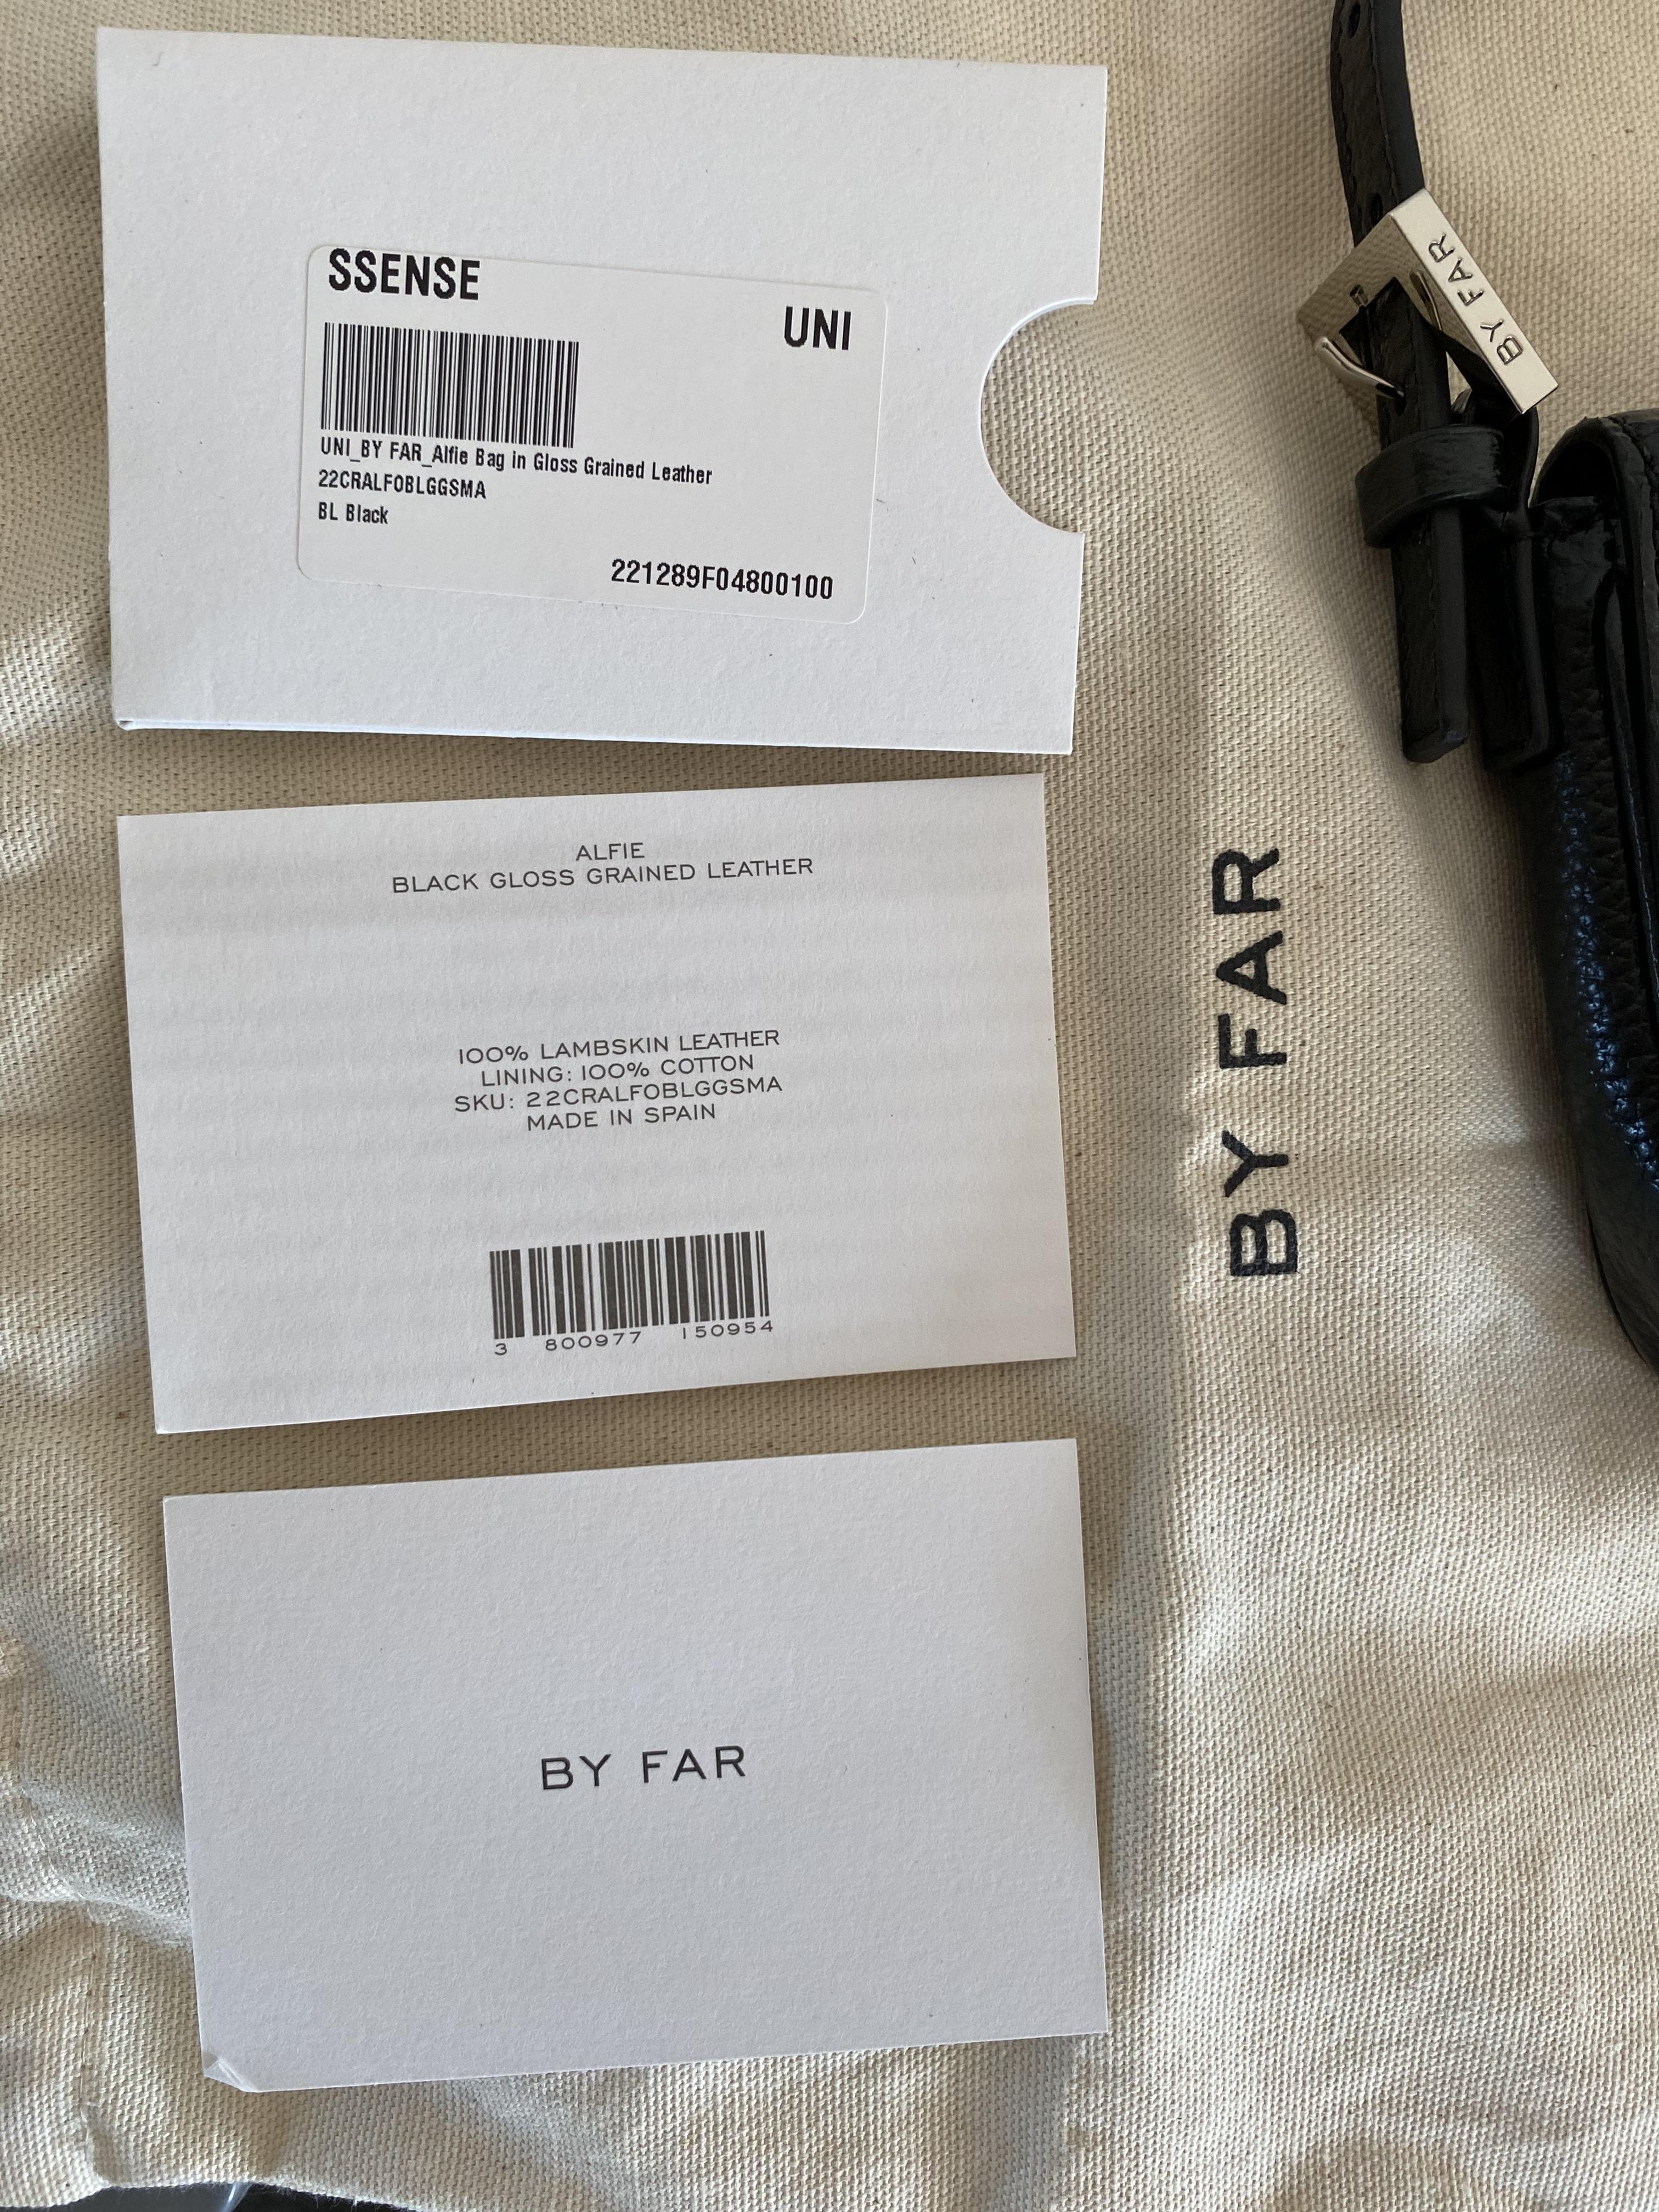 SSENSE
UNI
UNI_BY FAR_Alfie Bag in Gloss Grained Leather
22CRALFOBLGGSMA
BL Black
221289F04800100
ALFIE
BLACK GLOSS GRAINED LEATHER
100% LAMBSKIN LEATHER
LINING: 100% COTTON
SKU: 22CRALFOBLGGSMA
MADE IN SPAIN
3 800977 150954
BY FAR
BY FAR
BY FAR